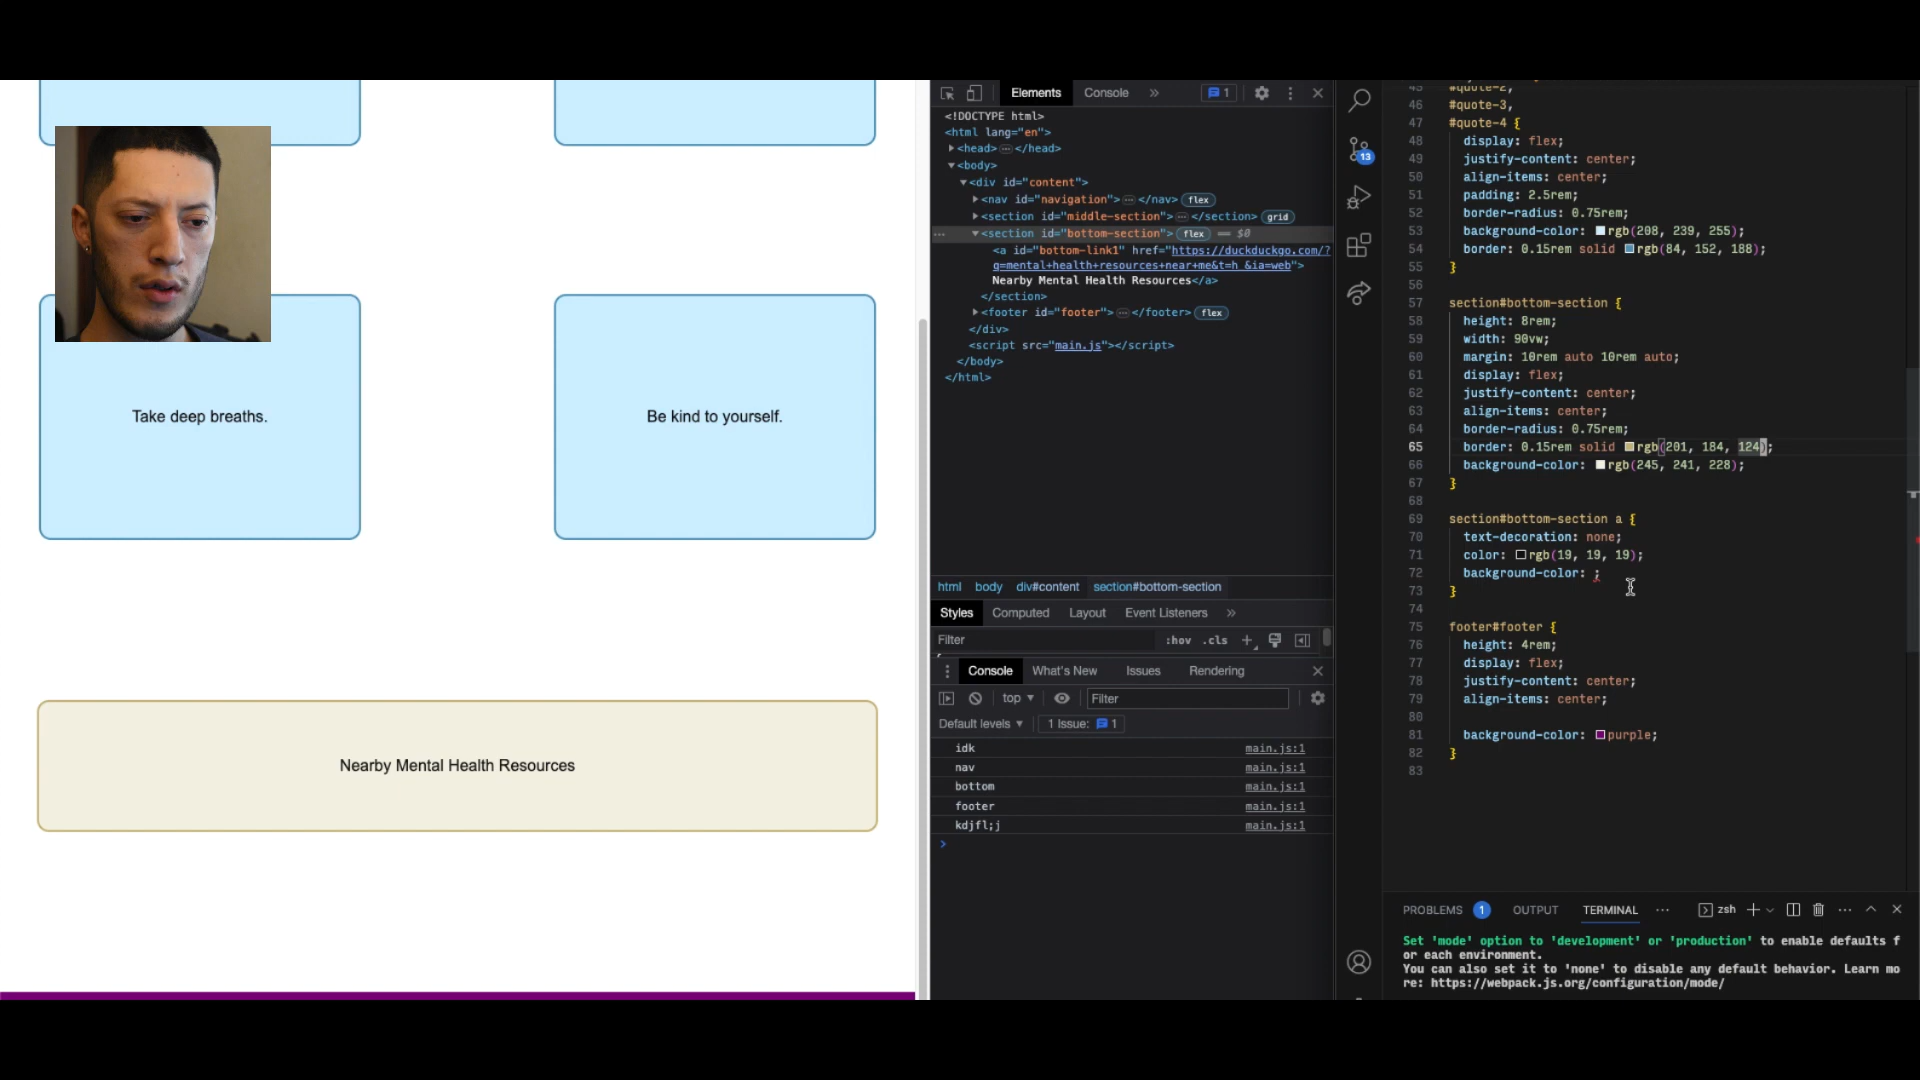 Take deep breaths.
Be kind to yourself.
Nearby Mental Health Resources
Elements
Console
»
1
<!DOCTYPE html>
<html lang="en">
<head> … </head>
<body>
<div id="content">
<nav id="navigation"> … </nav> flex
<section id="middle-section"> … </section> grid
… <section id="bottom-section"> flex == $0
<a id="bottom-link1" href="https://duckduckgo.com/?
q=mental+health+resources+near+me&t=h_&ia=web">
Nearby Mental Health Resources</a>
</section>
<footer id="footer"> … </footer> flex
</div>
<script src="main.js"></script>
</body>
</html>
html body div#content section#bottom-section
Styles Computed Layout Event Listeners »
Filter :hov .cls +
Console What's New Issues Rendering
top Filter
Default levels 1 Issue: 1
idk main.js:1
nav main.js:1
bottom main.js:1
footer main.js:1
kdjfl;j main.js:1
>
13
45 #quote-2,
46 #quote-3,
47 #quote-4 {
48 display: flex;
49 justify-content: center;
50 align-items: center;
51 padding: 2.5rem;
52 border-radius: 0.75rem;
53 background-color: rgb(208, 239, 255);
54 border: 0.15rem solid rgb(84, 152, 188);
55 }
56
57 section#bottom-section {
58 height: 8rem;
59 width: 90vw;
60 margin: 10rem auto 10rem auto;
61 display: flex;
62 justify-content: center;
63 align-items: center;
64 border-radius: 0.75rem;
65 border: 0.15rem solid rgb(201, 184, 124);
66 background-color: rgb(245, 241, 228);
67 }
68
69 section#bottom-section a {
70 text-decoration: none;
71 color: rgb(19, 19, 19);
72 background-color: ;
73 }
74
75 footer#footer {
76 height: 4rem;
77 display: flex;
78 justify-content: center;
79 align-items: center;
80
81 background-color: purple;
82 }
83
PROBLEMS 1 OUTPUT TERMINAL … zsh
Set 'mode' option to 'development' or 'production' to enable defaults f
or each environment.
You can also set it to 'none' to disable any default behavior. Learn mo
re: https://webpack.js.org/configuration/mode/